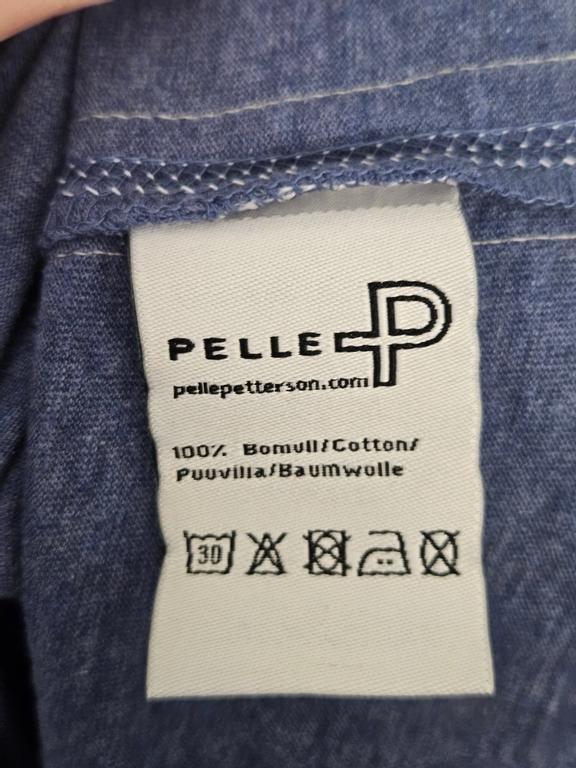 PELLE P
pellepetterson.com
100% Bomull/Cotton/
Puuvilla/Baumwolle
30